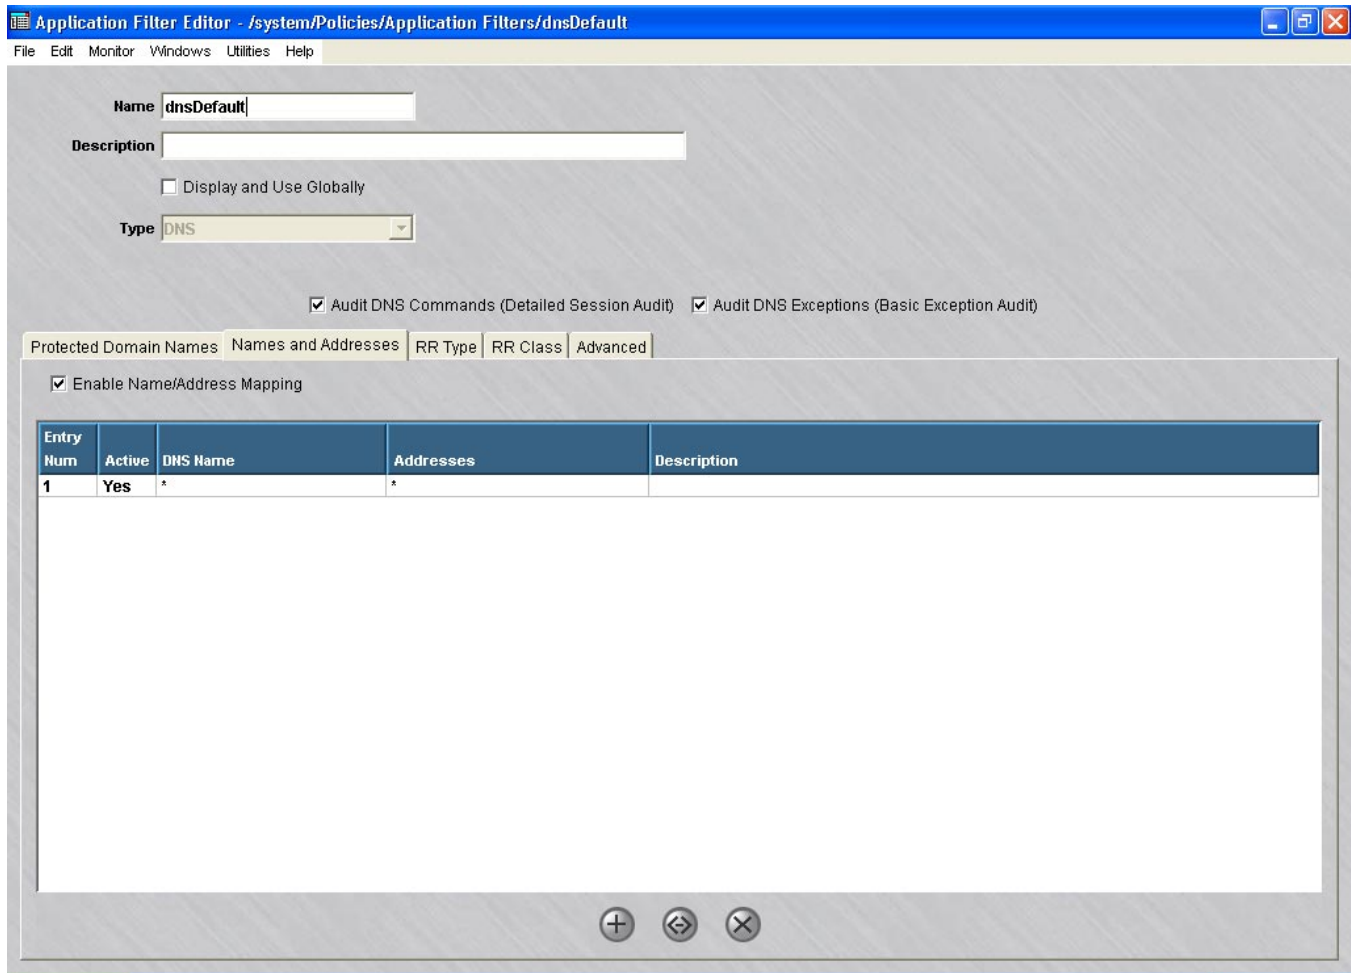 Application Filter Editor - /system/Policies/Application Filters/dnsDefault
File Edit Monitor Windows Utilities Help
Name dnsDefault
Description
Display and Use Globally
Type DNS
Audit DNS Commands (Detailed Session Audit) Audit DNS Exceptions (Basic Exception Audit)
Protected Domain Names Names and Addresses RR Type RR Class Advanced
Enable Name/Address Mapping
Entry
Num Active DNS Name Addresses Description
1 Yes * *